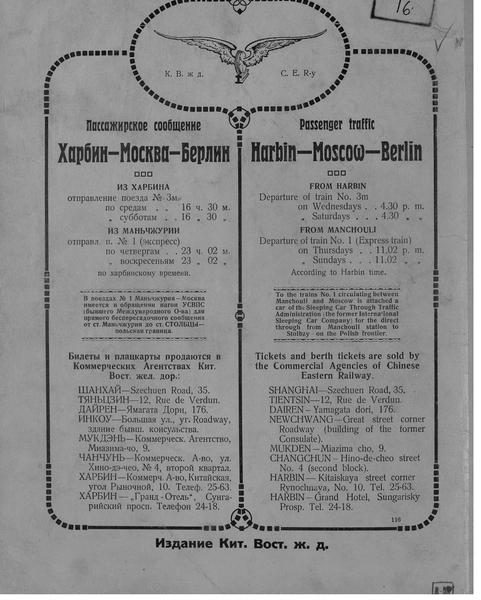 16.
К. В. ж д.
C. E. R-y
Пассажирское сообщение
Харбин—Москва—Берлин
ИЗ ХАРБИНА
отправление поезда № 3м.
по средам . . 16 ч. 30 м.
„ субботам . . 16 „ 30 „
ИЗ МАНЬЧЖУРИИ
отправл. п. № 1 (экспресс)
по четвергам . . 23 ч. 02 м.
„ воскресеньям 23 „ 02 „
по харбинскому времени.
В поездах № 1 Маньчжурия—Москва
имеется в обращении вагон УСВПС
(бывшего Международного О-ва) для
прямого беспересадочного сообщения
от ст. Маньчжурия до ст. СТОЛБЦЫ—
польская граница.
Билеты и плацкарты продаются в
Коммерческих Агентствах Кит.
Вост. жел. дор.:
ШАНХАЙ—Szechuen Road, 35.
ТЯНЬЦЗИН—12, Rue de Verdun.
ДАЙРЕН—Ямагата Дори, 176.
ИНКОУ—Большая ул., уг. Roadway,
здание бывш. консульства.
МУКДЭНЬ—Коммерческ. Агентство,
Миазима-чо, 9.
ЧАНЧУНЬ—Коммерческ. А-во, ул.
Хино-дэ-чео, № 4, второй квартал.
ХАРБИН—Коммерч. А-во, Китайская,
угол Рыночной, 10. Телеф. 25-63.
ХАРБИН—„Гранд-Отель", Сунга-
рийский просп. Телефон 24-18.
Passenger traffic
Harbin—Moscow—Berlin
FROM HARBIN
Departure of train No. 3m
on Wednesdays . . 4.30 p. m.
„ Saturdays . . . 4.30 „ „
FROM MANCHOULI
Departure of train No. 1 (Express train)
on Thursdays . . 11.02 p. m.
„ Sundays . . . 11.02 „ „
According to Harbin time.
To the trains No. 1 circulating between
Manchouli and Moscow is attached a
car of the Sleeping Car Through Traffic
Administration (the former International
Sleeping Car Company) for the direct
through from Manchouli station to
Stolbzy - on the Polish frontier.
Tickets and berth tickets are sold by
the Commercial Agencies of Chinese
Eastern Railway.
SHANGHAI—Szechuen Road, 35.
TIENTSIN—12, Rue de Verdun.
DAIREN—Yamagata dori, 176.
NEWCHWANG—Great street corner
Roadway (building of the former
Consulate).
MUKDEN—Miazima cho, 9.
CHANGCHUN—Hino-de-cheo street
No. 4 (second block).
HARBIN—Kitaiskaya street corner
Rynochnaya, No. 10. Tel. 25-63.
HARBIN—Grand Hotel, Sungarisky
Prosp. Tel. 24-18.
116
Издание Кит. Вост. ж. д.